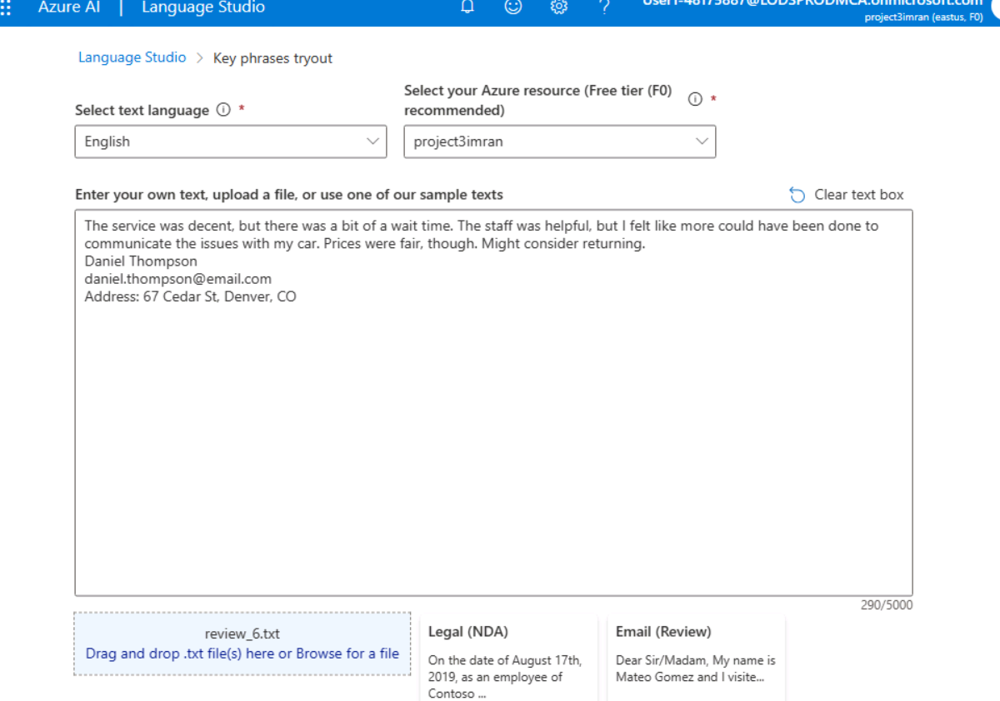 Azure AI | Language Studio ?
User1-48175887@LODSPRODMCA.onmicrosoft.com
project3imran (eastus, F0)
Language Studio > Key phrases tryout
Select text language *
Select your Azure resource (Free tier (F0)
recommended) *
English
project3imran
Enter your own text, upload a file, or use one of our sample texts
Clear text box
The service was decent, but there was a bit of a wait time. The staff was helpful, but I felt like more could have been done to
communicate the issues with my car. Prices were fair, though. Might consider returning.
Daniel Thompson
daniel.thompson@email.com
Address: 67 Cedar St, Denver, CO
290/5000
review_6.txt
Drag and drop .txt file(s) here or Browse for a file
Legal (NDA)
On the date of August 17th,
2019, as an employee of
Contoso ...
Email (Review)
Dear Sir/Madam, My name is
Mateo Gomez and I visite...